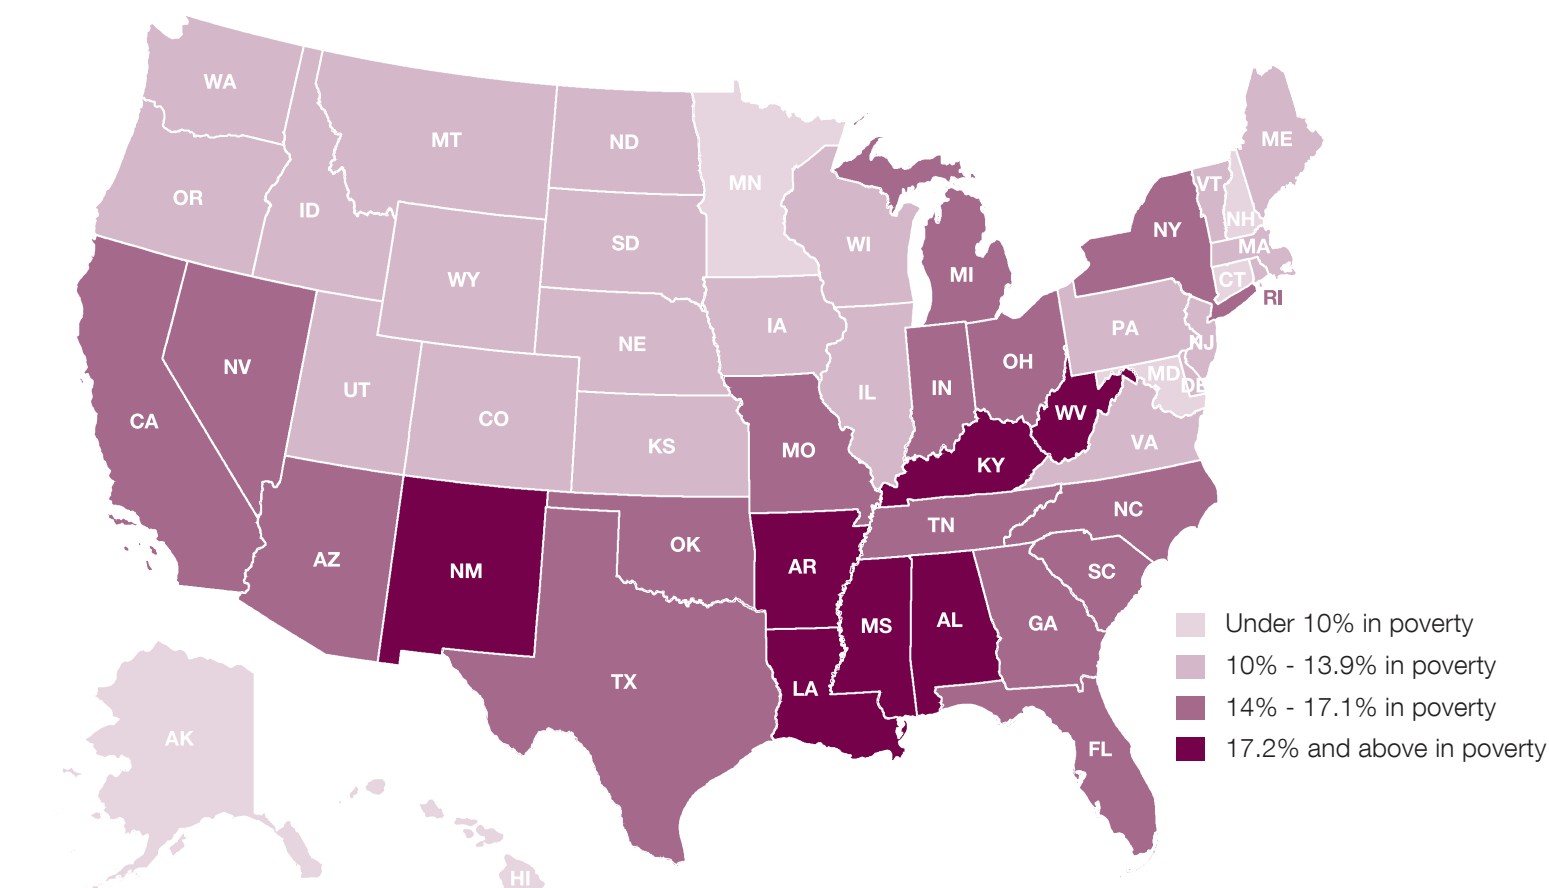 WA
MT
ND
MN
OR
ID
SD
WI
WY
MI
NY
VT
NH
ME
MA
CT
RI
IA
NE
PA
NJ
NV
UT
CO
IL
IN
OH
MD
DE
CA
KS
MO
WV
VA
KY
AZ
NM
OK
AR
TN
NC
SC
MS
AL
GA
TX
LA
FL
AK
HI
Under 10% in poverty
10% - 13.9% in poverty
14% - 17.1% in poverty
17.2% and above in poverty